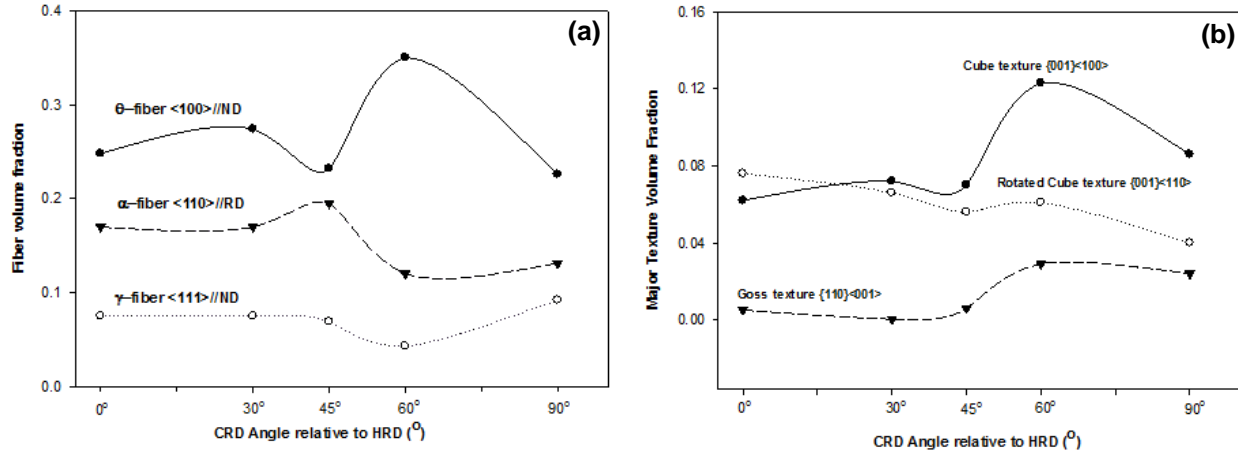 (a)
0.4
0.3
0.2
0.1
0.0
Fiber volume fraction
θ–fiber <100>//ND
α–fiber <110>//RD
γ–fiber <111>//ND
0° 30° 45° 60° 90°
CRD Angle relative to HRD (°)
(b)
0.16
0.12
0.08
0.04
0.00
Major Texture Volume Fraction
Cube texture {001}<100>
Rotated Cube texture {001}<110>
Goss texture {110}<001>
0° 30° 45° 60° 90°
CRD Angle relative to HRD (°)